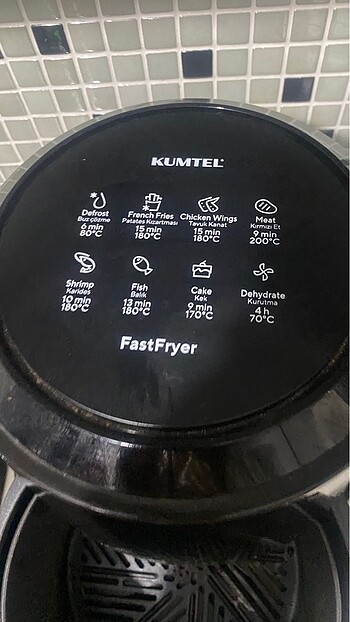 KUMTEL
Defrost French Fries Chicken Wings Meat
Buz çözme Patates Kızartması Tavuk Kanat Kırmızı Et
6 min 15 min 15 min 9 min
80°C 180°C 180°C 200°C
Shrimp Fish Cake Dehydrate
Karides Balık Kek Kurutma
10 min 13 min 9 min 4 h
180°C 180°C 170°C 70°C
FastFryer